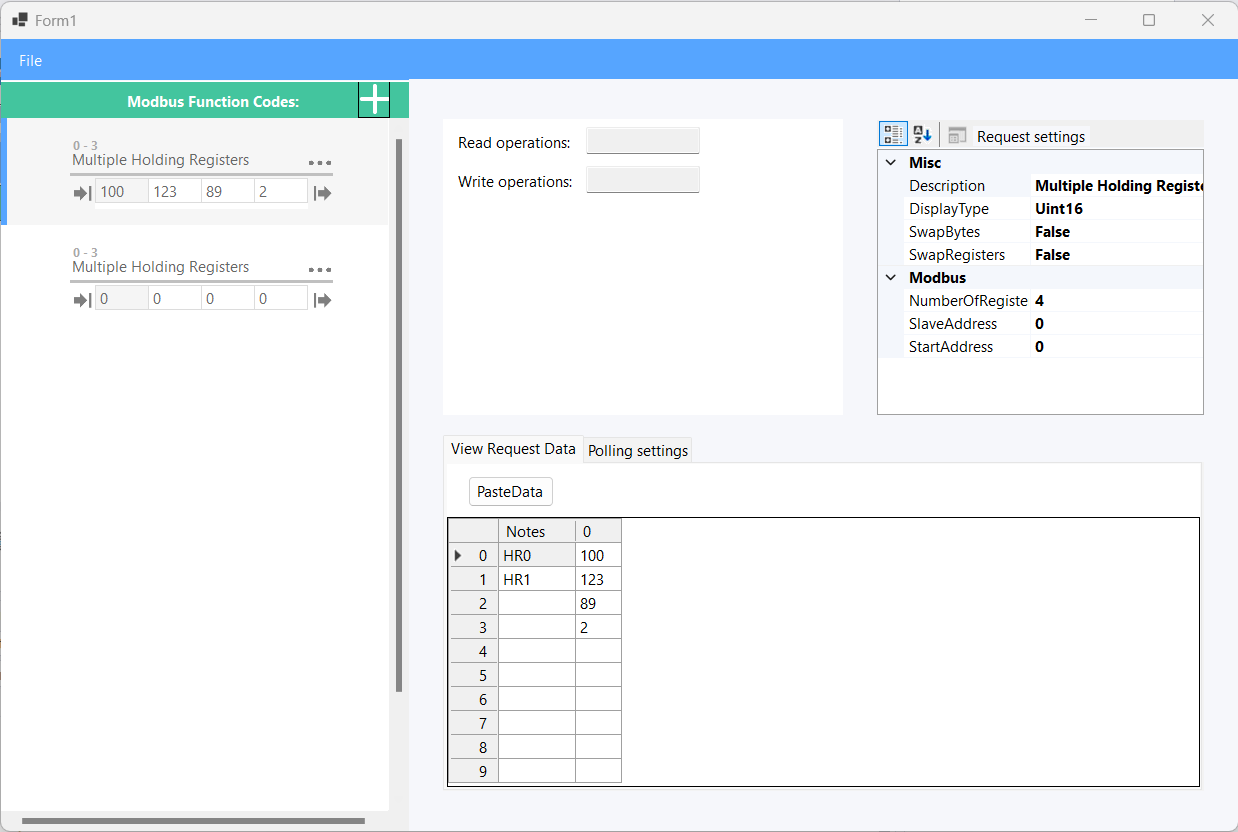 Form1
File
Modbus Function Codes:
0 - 3
Multiple Holding Registers
100 123 89 2
0 - 3
Multiple Holding Registers
0 0 0 0
Read operations:
Write operations:
Request settings
Misc
Description Multiple Holding Registe
DisplayType Uint16
SwapBytes False
SwapRegisters False
Modbus
NumberOfRegiste 4
SlaveAddress 0
StartAddress 0
View Request Data Polling settings
PasteData
Notes 0
0 HR0 100
1 HR1 123
2 89
3 2
4
5
6
7
8
9